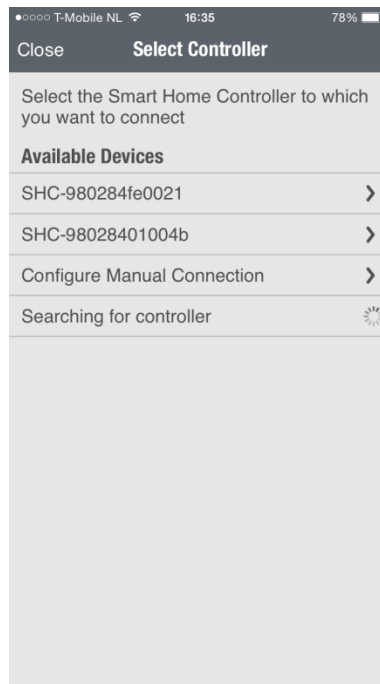 T-Mobile NL 16:35 78%
Close Select Controller
Select the Smart Home Controller to which
you want to connect
Available Devices
SHC-980284fe0021
SHC-98028401004b
Configure Manual Connection
Searching for controller